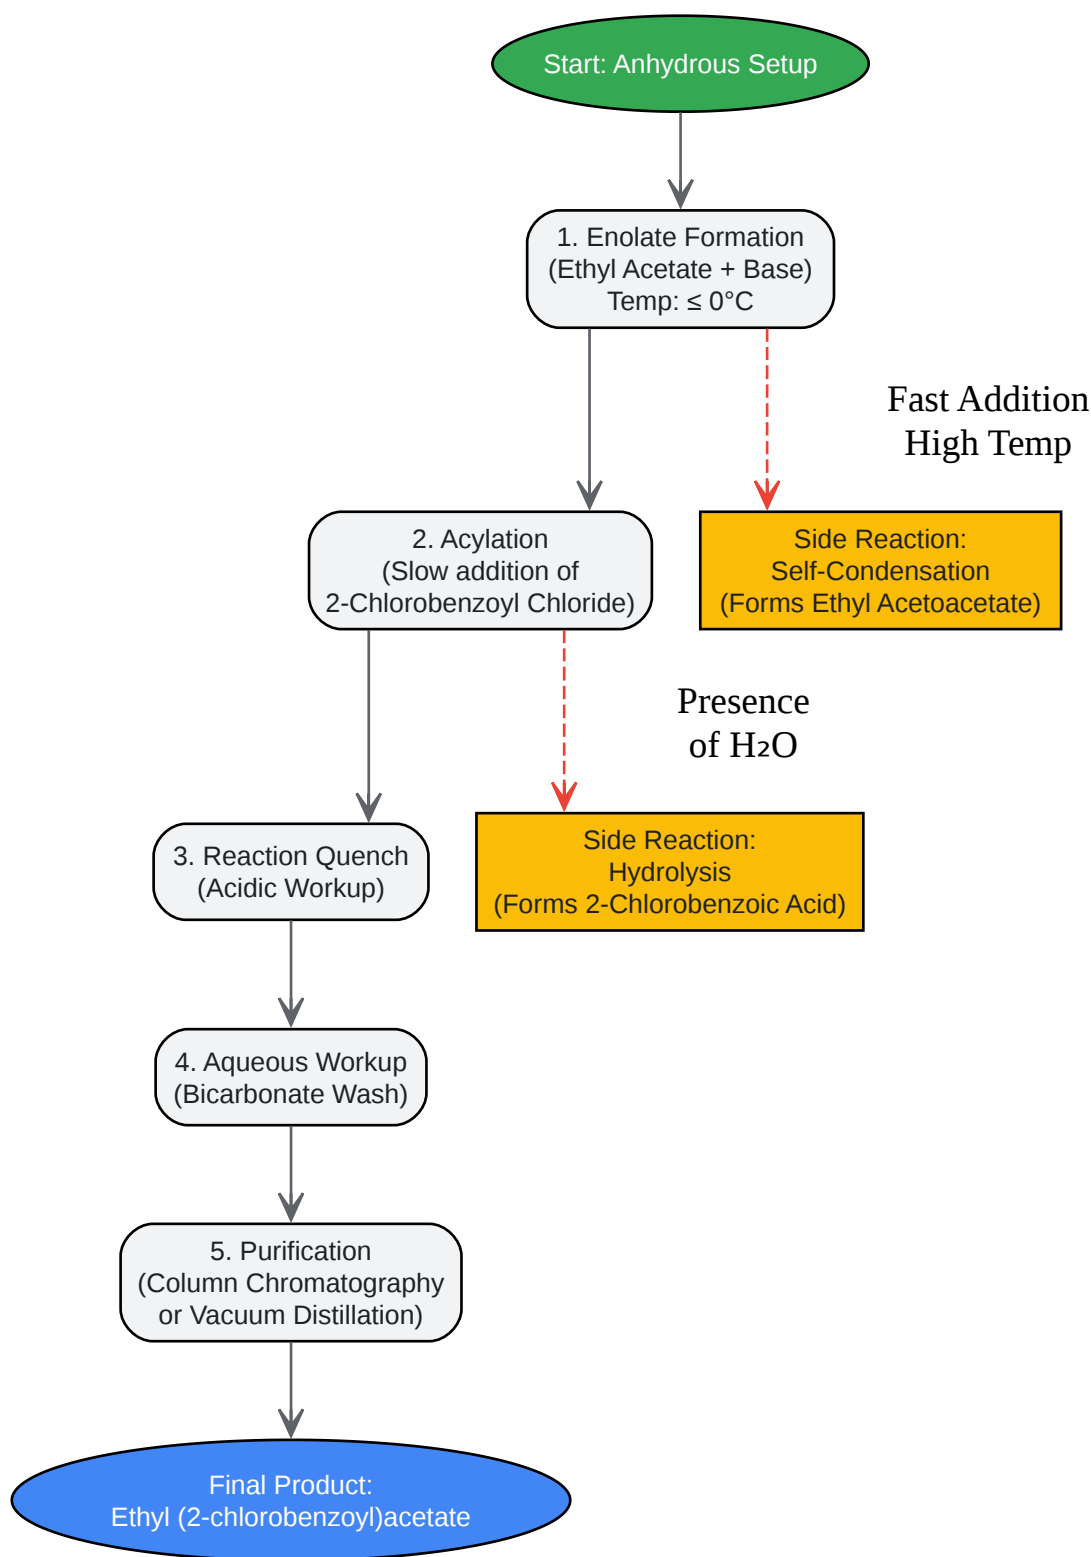 Start: Anhydrous Setup
1. Enolate Formation
(Ethyl Acetate + Base)
Temp: ≤ 0°C
Fast Addition
High Temp
2. Acylation
(Slow addition of
2-Chlorobenzoyl Chloride)
Side Reaction:
Self-Condensation
(Forms Ethyl Acetoacetate)
Presence
of H₂O
3. Reaction Quench
(Acidic Workup)
Side Reaction:
Hydrolysis
(Forms 2-Chlorobenzoic Acid)
4. Aqueous Workup
(Bicarbonate Wash)
5. Purification
(Column Chromatography
or Vacuum Distillation)
Final Product:
Ethyl (2-chlorobenzoyl)acetate